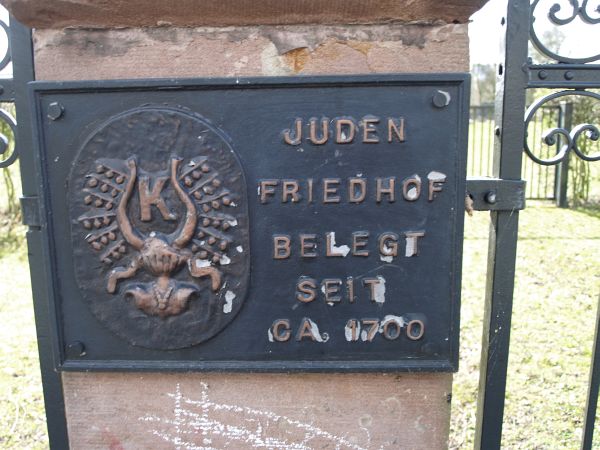 K
JUDEN
FRIEDHOF
BELEGT
SEIT
CA. 1700